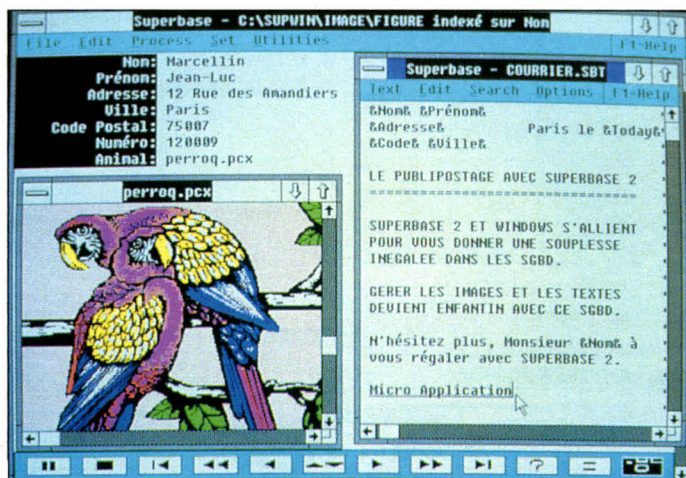 Superbase - C:\SUPWIN\IMAGE\FIGURE indexé sur Non
File Edit Process Set Utilities F1=Help
Nom: Marcellin
Prénom: Jean-Luc
Adresse: 12 Rue des Amandiers
Ville: Paris
Code Postal: 75007
Numéro: 120009
Animal: perroq.pcx
perroq.pcx
Superbase - COURRIER.SBT
Text Edit Search Options F1=Help
&Nom& &Prénom&
&Adresse& Paris le &Today&
&Code& &Ville&
LE PUBLIPOSTAGE AVEC SUPERBASE 2
================================
SUPERBASE 2 ET WINDOWS S'ALLIENT
POUR VOUS DONNER UNE SOUPLESSE
INEGALEE DANS LES SGBD.
GERER LES IMAGES ET LES TEXTES
DEVIENT ENFANTIN AVEC CE SGBD.
N'hésitez plus, Monsieur &Nom& à
vous régaler avec SUPERBASE 2.
Micro Application
? =